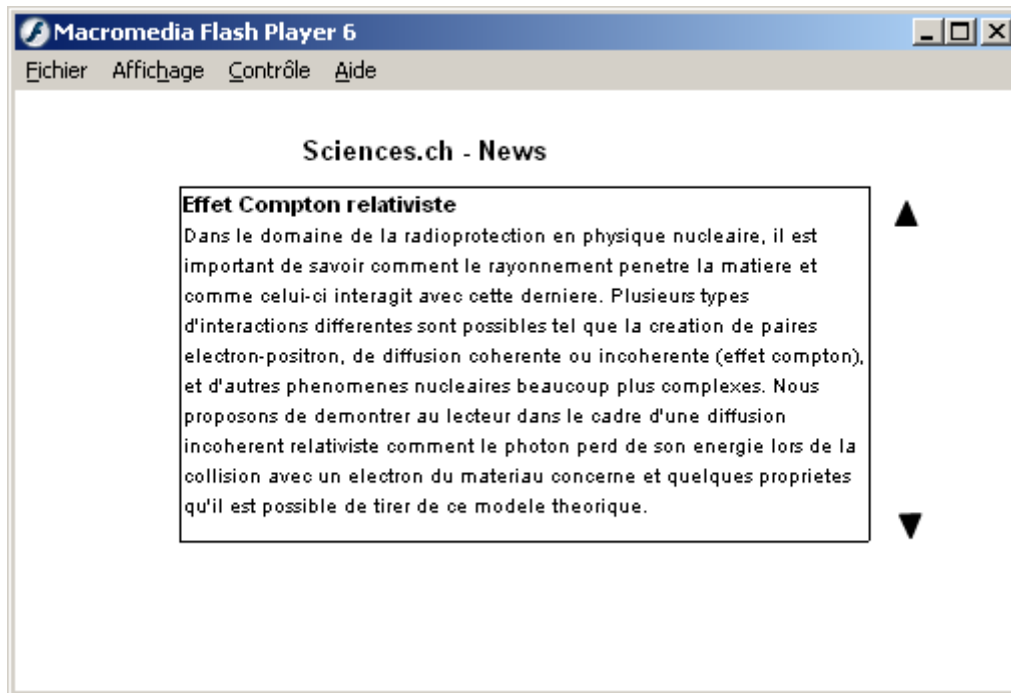 Macromedia Flash Player 6
Fichier Affichage Contrôle Aide
Sciences.ch - News
Effet Compton relativiste
Dans le domaine de la radioprotection en physique nucleaire, il est
important de savoir comment le rayonnement penetre la matiere et
comme celui-ci interagit avec cette derniere. Plusieurs types
d'interactions differentes sont possibles tel que la creation de paires
electron-positron, de diffusion coherente ou incoherente (effet compton),
et d'autres phenomenes nucleaires beaucoup plus complexes. Nous
proposons de demontrer au lecteur dans le cadre d'une diffusion
incoherent relativiste comment le photon perd de son energie lors de la
collision avec un electron du materiau concerne et quelques proprietes
qu'il est possible de tirer de ce modele theorique.